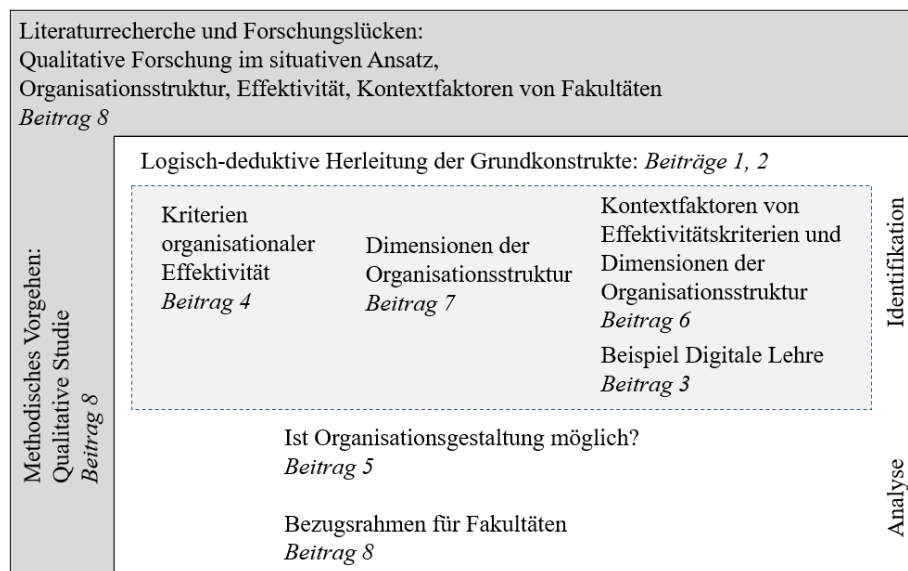 Literaturrecherche und Forschungslücken:
Qualitative Forschung im situativen Ansatz,
Organisationsstruktur, Effektivität, Kontextfaktoren von Fakultäten
Beitrag 8
Methodisches Vorgehen:
Qualitative Studie
Beitrag 8
Logisch-deduktive Herleitung der Grundkonstrukte: Beiträge 1, 2
Kriterien
organisationaler
Effektivität
Beitrag 4
Dimensionen der
Organisationsstruktur
Beitrag 7
Kontextfaktoren von
Effektivitätskriterien und
Dimensionen der
Organisationsstruktur
Beitrag 6
Beispiel Digitale Lehre
Beitrag 3
Identifikation
Ist Organisationsgestaltung möglich?
Beitrag 5
Bezugsrahmen für Fakultäten
Beitrag 8
Analyse